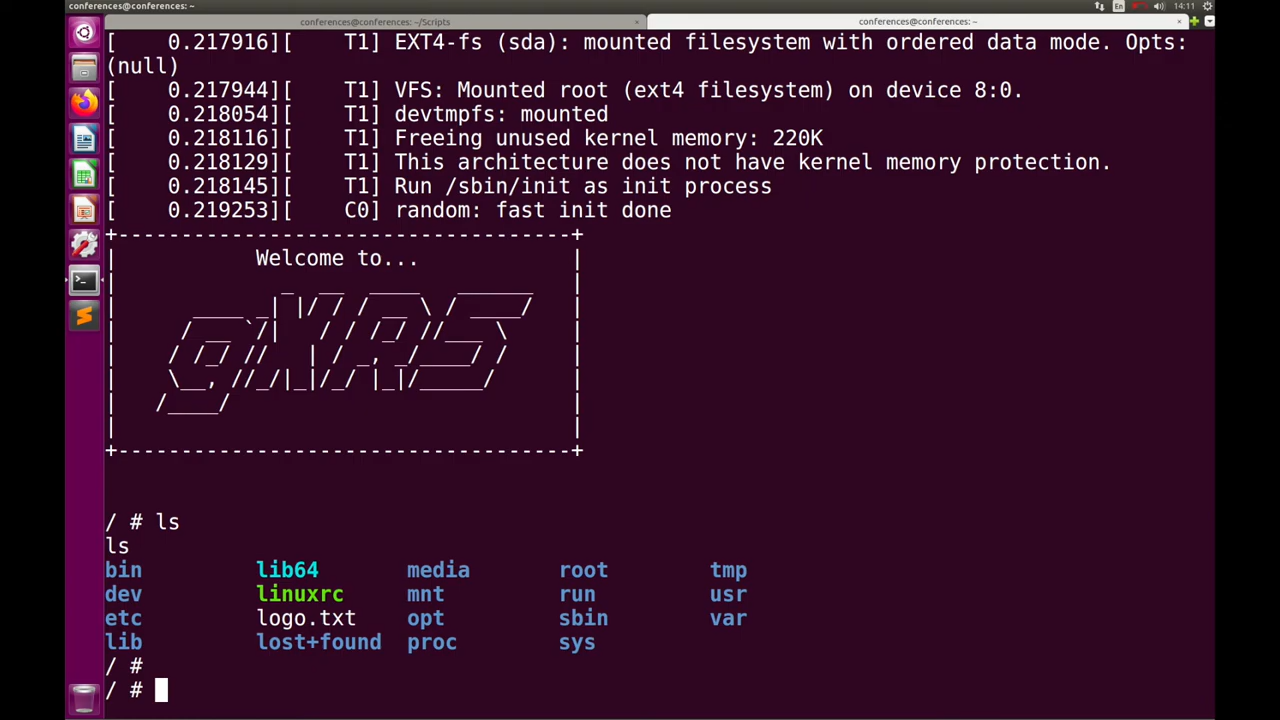 conferences@conferences: ~
En
14:11
conferences@conferences: ~/Scripts
conferences@conferences: ~
[    0.217916][    T1] EXT4-fs (sda): mounted filesystem with ordered data mode. Opts:
(null)
[    0.217944][    T1] VFS: Mounted root (ext4 filesystem) on device 8:0.
[    0.218054][    T1] devtmpfs: mounted
[    0.218116][    T1] Freeing unused kernel memory: 220K
[    0.218129][    T1] This architecture does not have kernel memory protection.
[    0.218145][    T1] Run /sbin/init as init process
[    0.219253][    C0] random: fast init done
Welcome to...
gXR5
/ # ls
ls
bin lib64 media root tmp
dev linuxrc mnt run usr
etc logo.txt opt sbin var
lib lost+found proc sys
/ #
/ #